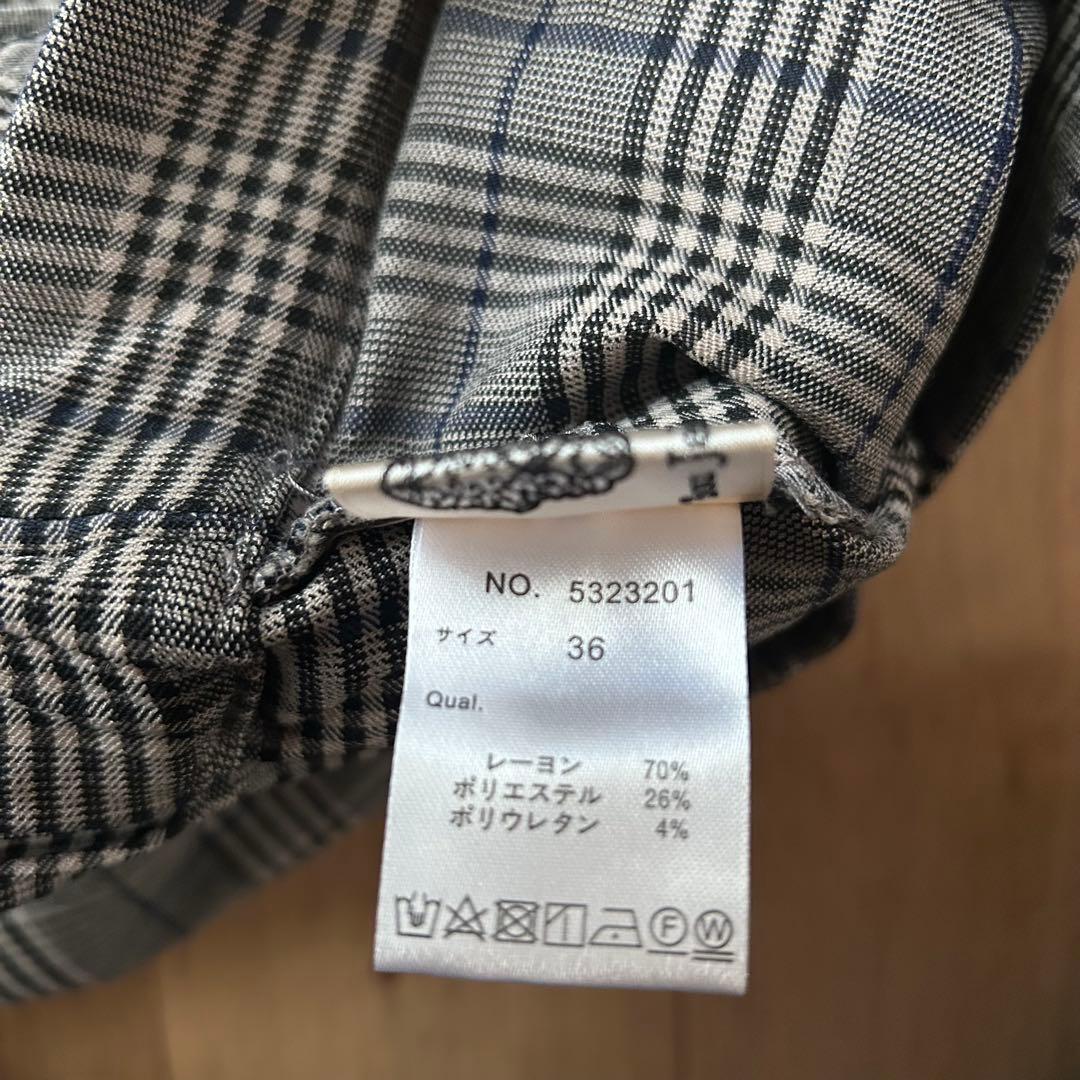 NO. 5323201
サイズ 36
Qual.
レーヨン 70%
ポリエステル 26%
ポリウレタン 4%
F W